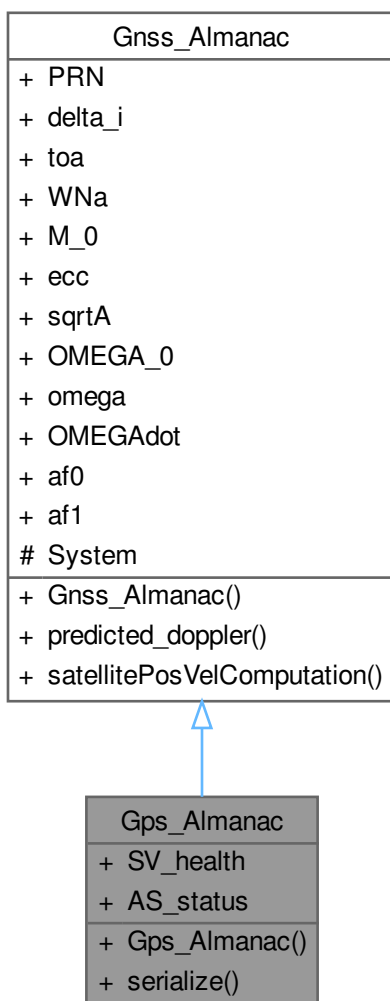 Gnss_Almanac
+ PRN
+ delta_i
+ toa
+ WNa
+ M_0
+ ecc
+ sqrtA
+ OMEGA_0
+ omega
+ OMEGAdot
+ af0
+ af1
# System
+ Gnss_Almanac()
+ predicted_doppler()
+ satellitePosVelComputation()
Gps_Almanac
+ SV_health
+ AS_status
+ Gps_Almanac()
+ serialize()